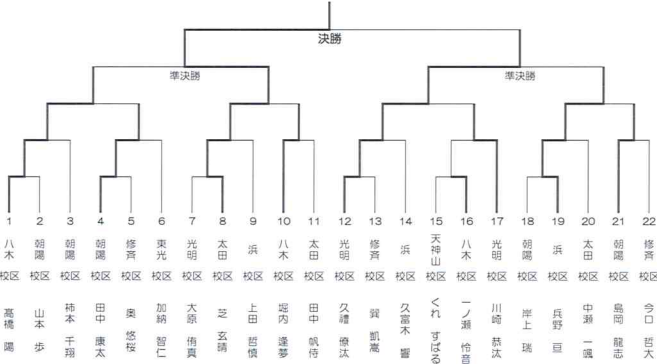 決勝
準決勝
準決勝
1 八木校区 高橋 陽
2 朝陽校区 山本 歩
3 朝陽校区 柿本 千翔
4 朝陽校区 田中 康太
5 修斉校区 奥 悠桜
6 東光校区 加納 智仁
7 光明校区 大原 侑真
8 太田校区 芝 玄晴
9 浜校区 上田 哲慎
10 八木校区 堀内 逢夢
11 太田校区 田中 帆侍
12 光明校区 久禮 僚汰
13 修斉校区 巽 凱嵩
14 浜校区 久富木 響
15 天神山校区 くれ すばる
16 八木校区 一ノ瀬 怜音
17 光明校区 川崎 恭汰
18 朝陽校区 岸上 瑞
19 浜校区 兵野 亘
20 太田校区 中瀬 一颯
21 八木校区 島岡 龍志
22 修斉校区 今口 哲次